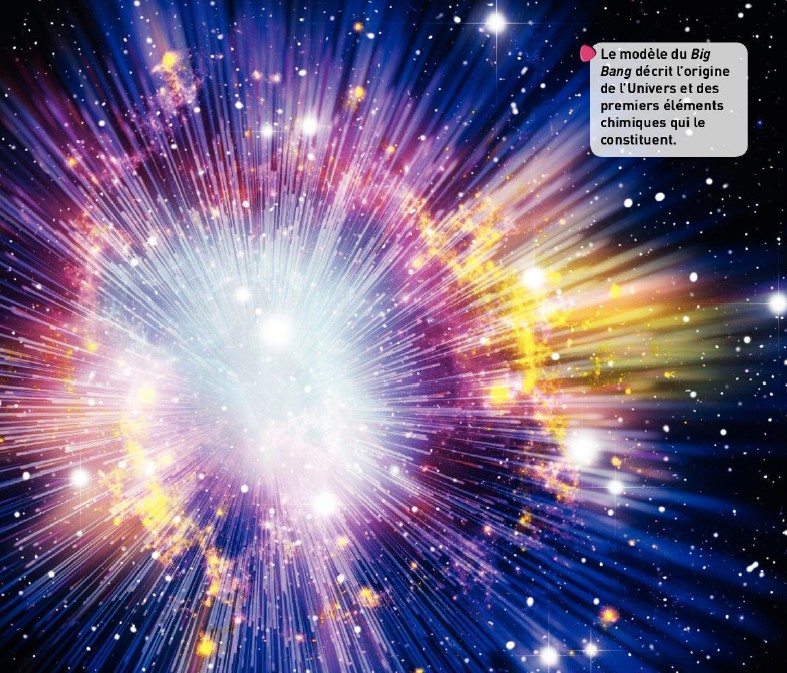 Le modèle du Big
Bang décrit l'origine
de l'Univers et des
premiers éléments
chimiques qui le
constituent.